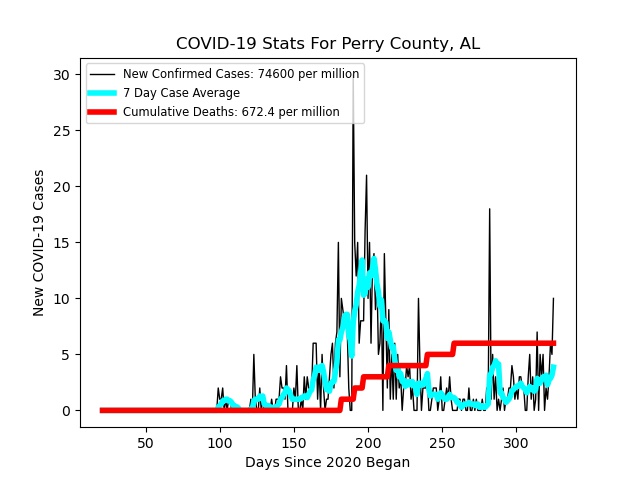 COVID-19 Stats For Perry County, AL
New Confirmed Cases: 74600 per million
7 Day Case Average
Cumulative Deaths: 672.4 per million
New COVID-19 Cases
30
25
20
15
10
5
0
50 100 150 200 250 300
Days Since 2020 Began